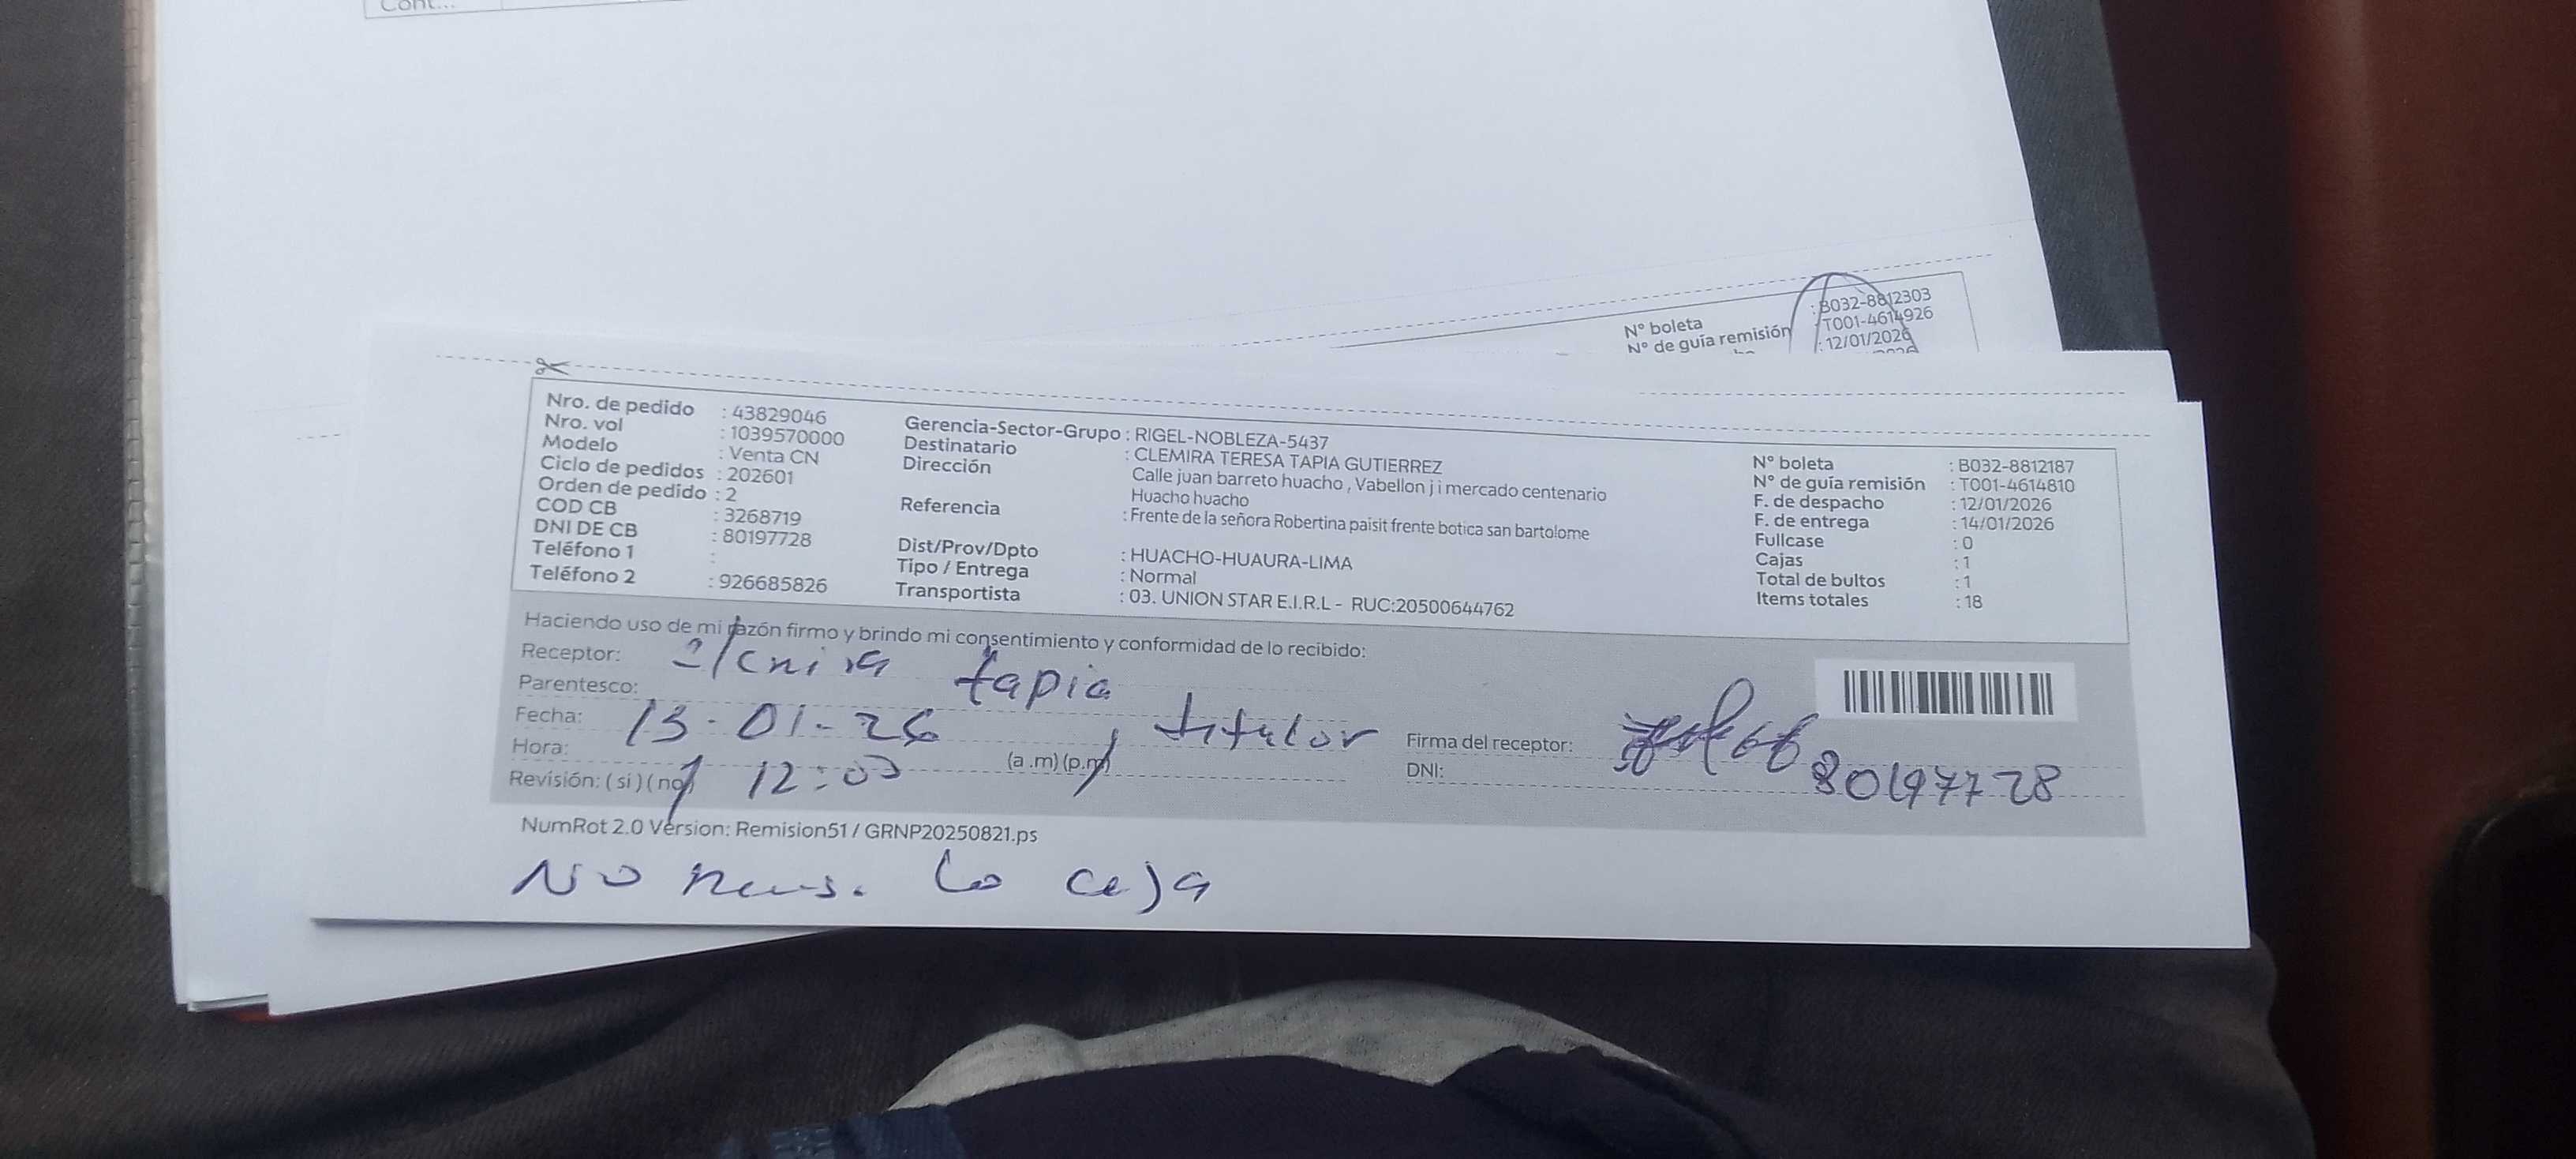 Cont...
N° boleta : B032-8812303
N° de guía remisión : T001-4614926
: 12/01/2026
Nro. de pedido : 43829046
Nro. vol : 1039570000
Modelo : Venta CN
Ciclo de pedidos : 202601
Orden de pedido : 2
COD CB : 3268719
DNI DE CB : 80197728
Teléfono 1 :
Teléfono 2 : 926685826
Gerencia-Sector-Grupo : RIGEL-NOBLEZA-5437
Destinatario : CLEMIRA TERESA TAPIA GUTIERREZ
Dirección Calle juan barreto huacho , Vabellon j i mercado centenario
Huacho huacho
Referencia : Frente de la señora Robertina paisit frente botica san bartolome
Dist/Prov/Dpto : HUACHO-HUAURA-LIMA
Tipo / Entrega : Normal
Transportista : 03. UNION STAR E.I.R.L - RUC:20500644762
N° boleta : B032-8812187
N° de guía remisión : T001-4614810
F. de despacho : 12/01/2026
F. de entrega : 14/01/2026
Fullcase : 0
Cajas : 1
Total de bultos : 1
Items totales : 18
Haciendo uso de mi razón firmo y brindo mi consentimiento y conformidad de lo recibido:
Receptor: tapia
Parentesco: titular
Fecha: 13-01-26
Hora: 12:00 (a .m) (p.m)
Revisión: ( si ) ( no )
Firma del receptor:
DNI: 80197728
NumRot 2.0 Version: Remision51 / GRNP20250821.ps
NO